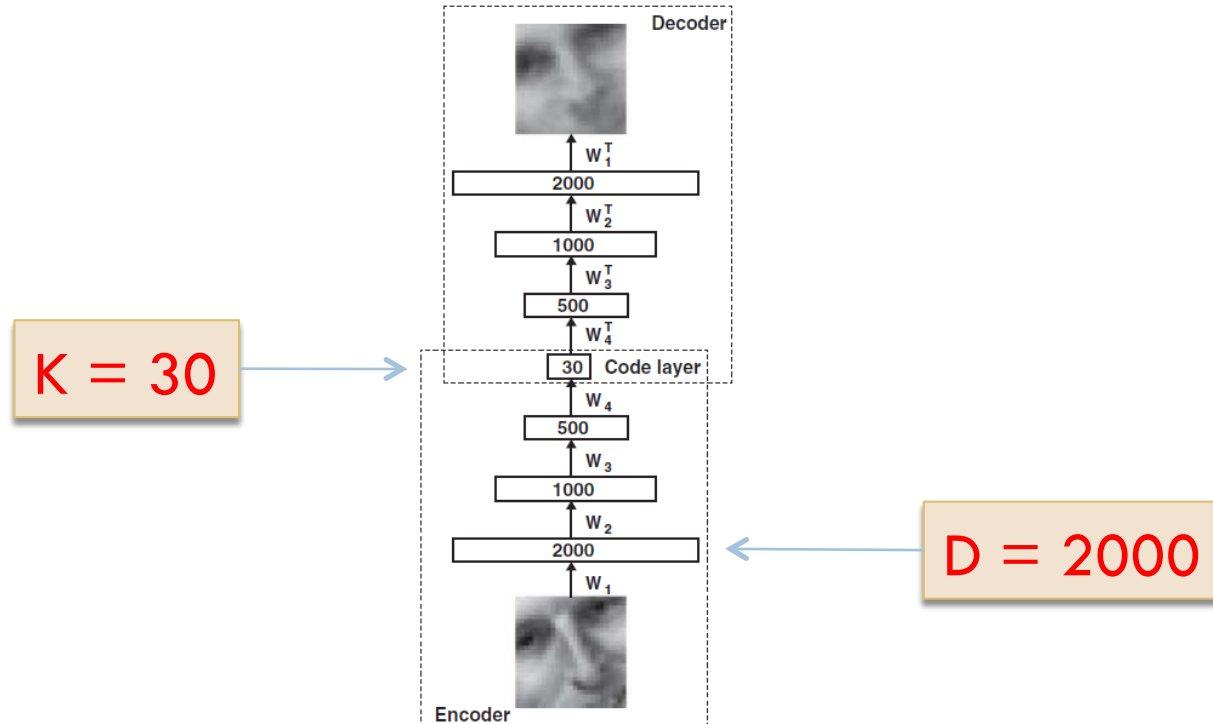 Decoder
W₁ᵀ
2000
W₂ᵀ
1000
W₃ᵀ
500
W₄ᵀ
K = 30
30 Code layer
W₄
500
W₃
1000
W₂
2000
D = 2000
W₁
Encoder